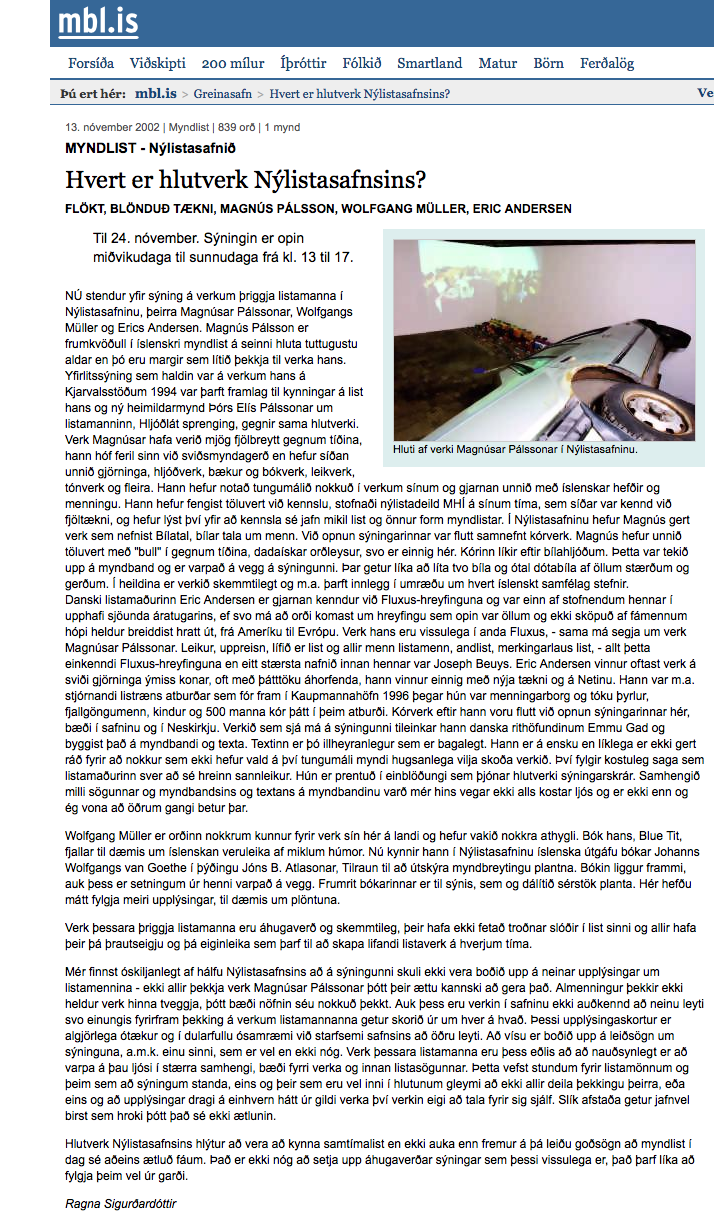 mbl.is
Forsíða Viðskipti 200 mílur Íþróttir Fólkið Smartland Matur Börn Ferðalög
Þú ert hér: mbl.is > Greinasafn > Hvert er hlutverk Nýlistasafnsins? Ve
13. nóvember 2002 | Myndlist | 839 orð | 1 mynd
MYNDLIST - Nýlistasafnið
Hvert er hlutverk Nýlistasafnsins?
FLÖKT, BLÖNDUÐ TÆKNI, MAGNÚS PÁLSSON, WOLFGANG MÜLLER, ERIC ANDERSEN
Til 24. nóvember. Sýningin er opin
miðvikudaga til sunnudaga frá kl. 13 til 17.
Hluti af verki Magnúsar Pálssonar í Nýlistasafninu.
NÚ stendur yfir sýning á verkum þriggja listamanna í
Nýlistasafninu, þeirra Magnúsar Pálssonar, Wolfgangs
Müller og Erics Andersen. Magnús Pálsson er
frumkvöðull í íslenskri myndlist á seinni hluta tuttugustu
aldar en þó eru margir sem lítið þekkja til verka hans.
Yfirlitssýning sem haldin var á verkum hans á
Kjarvalsstöðum 1994 var þarft framlag til kynningar á list
hans og ný heimildarmynd Þórs Elís Pálssonar um
listamanninn, Hljóðlát sprenging, gegnir sama hlutverki.
Verk Magnúsar hafa verið mjög fjölbreytt gegnum tíðina,
hann hóf feril sinn við sviðsmyndagerð en hefur síðan
unnið gjörninga, hljóðverk, bækur og bókverk, leikverk,
tónverk og fleira. Hann hefur notað tungumálið nokkuð í verkum sínum og gjarnan unnið með íslenskar hefðir og
menningu. Hann hefur fengist töluvert við kennslu, stofnaði nýlistadeild MHÍ á sínum tíma, sem síðar var kennd við
fjöltækni, og hefur lýst því yfir að kennsla sé jafn mikil list og önnur form myndlistar. Í Nýlistasafninu hefur Magnús gert
verk sem nefnist Bílatal, bílar tala um menn. Við opnun sýningarinnar var flutt samnefnt kórverk. Magnús hefur unnið
töluvert með "bull" í gegnum tíðina, dadaískar orðleysur, svo er einnig hér. Kórinn líkir eftir bílahljóðum. Þetta var tekið
upp á myndband og er varpað á vegg á sýningunni. Þar getur líka að líta tvo bíla og ótal dótabíla af öllum stærðum og
gerðum. Í heildina er verkið skemmtilegt og m.a. þarft innlegg í umræðu um hvert íslenskt samfélag stefnir.
Danski listamaðurinn Eric Andersen er gjarnan kenndur við Fluxus-hreyfinguna og var einn af stofnendum hennar í
upphafi sjöunda áratugarins, ef svo má að orði komast um hreyfingu sem opin var öllum og ekki sköpuð af fámennum
hópi heldur breiddist hratt út, frá Ameríku til Evrópu. Verk hans eru vissulega í anda Fluxus, - sama má segja um verk
Magnúsar Pálssonar. Leikur, uppreisn, lífið er list og allir menn listamenn, andlist, merkingarlaus list, - allt þetta
einkenndi Fluxus-hreyfinguna en eitt stærsta nafnið innan hennar var Joseph Beuys. Eric Andersen vinnur oftast verk á
sviði gjörninga ýmiss konar, oft með þátttöku áhorfenda, hann vinnur einnig með nýja tækni og á Netinu. Hann var m.a.
stjórnandi listræns atburðar sem fór fram í Kaupmannahöfn 1996 þegar hún var menningarborg og tóku þyrlur,
fjallgöngumenn, kindur og 500 manna kór þátt í þeim atburði. Kórverk eftir hann voru flutt við opnun sýningarinnar hér,
bæði í safninu og í Neskirkju. Verkið sem sjá má á sýningunni tileinkar hann danska rithöfundinum Emmu Gad og
byggist það á myndbandi og texta. Textinn er þó illheyranlegur sem er bagalegt. Hann er á ensku en líklega er ekki gert
ráð fyrir að nokkur sem ekki hefur vald á því tungumáli myndi hugsanlega vilja skoða verkið. Því fylgir kostuleg saga sem
listamaðurinn sver að sé hreinn sannleikur. Hún er prentuð í einblöðungi sem þjónar hlutverki sýningarskrár. Samhengið
milli sögunnar og myndbandsins og textans á myndbandinu varð mér hins vegar ekki alls kostar ljós og er ekki enn og
ég vona að öðrum gangi betur þar.
Wolfgang Müller er orðinn nokkrum kunnur fyrir verk sín hér á landi og hefur vakið nokkra athygli. Bók hans, Blue Tit,
fjallar til dæmis um íslenskan veruleika af miklum húmor. Nú kynnir hann í Nýlistasafninu íslenska útgáfu bókar Johanns
Wolfgangs van Goethe í þýðingu Jóns B. Atlasonar, Tilraun til að útskýra myndbreytingu plantna. Bókin liggur frammi,
auk þess er setningum úr henni varpað á vegg. Frumrit bókarinnar er til sýnis, sem og dálítið sérstök planta. Hér hefðu
mátt fylgja meiri upplýsingar, til dæmis um plöntuna.
Verk þessara þriggja listamanna eru áhugaverð og skemmtileg, þeir hafa ekki fetað troðnar slóðir í list sinni og allir hafa
þeir þá þrautseigju og þá eiginleika sem þarf til að skapa lifandi listaverk á hverjum tíma.
Mér finnst óskiljanlegt af hálfu Nýlistasafnsins að á sýningunni skuli ekki vera boðið upp á neinar upplýsingar um
listamennina - ekki allir þekkja verk Magnúsar Pálssonar þótt þeir ættu kannski að gera það. Almenningur þekkir ekki
heldur verk hinna tveggja, þótt bæði nöfnin séu nokkuð þekkt. Auk þess eru verkin í safninu ekki auðkennd að neinu leyti
svo einungis fyrirfram þekking á verkum listamannanna getur skorið úr um hver á hvað. Þessi upplýsingaskortur er
algjörlega ótækur og í dularfullu ósamræmi við starfsemi safnsins að öðru leyti. Að vísu er boðið upp á leiðsögn um
sýninguna, a.m.k. einu sinni, sem er vel en ekki nóg. Verk þessara listamanna eru þess eðlis að að nauðsynlegt er að
varpa á þau ljósi í stærra samhengi, bæði fyrri verka og innan listasögunnar. Þetta vefst stundum fyrir listamönnum og
þeim sem að sýningum standa, eins og þeir sem eru vel inni í hlutunum gleymi að ekki allir deila þekkingu þeirra, eða
eins og að upplýsingar dragi á einhvern hátt úr gildi verka því verkin eigi að tala fyrir sig sjálf. Slík afstaða getur jafnvel
birst sem hroki þótt það sé ekki ætlunin.
Hlutverk Nýlistasafnsins hlýtur að vera að kynna samtímalist en ekki auka enn fremur á þá leiðu goðsögn að myndlist í
dag sé aðeins ætluð fáum. Það er ekki nóg að setja upp áhugaverðar sýningar sem þessi vissulega er, það þarf líka að
fylgja þeim vel úr garði.
Ragna Sigurðardóttir